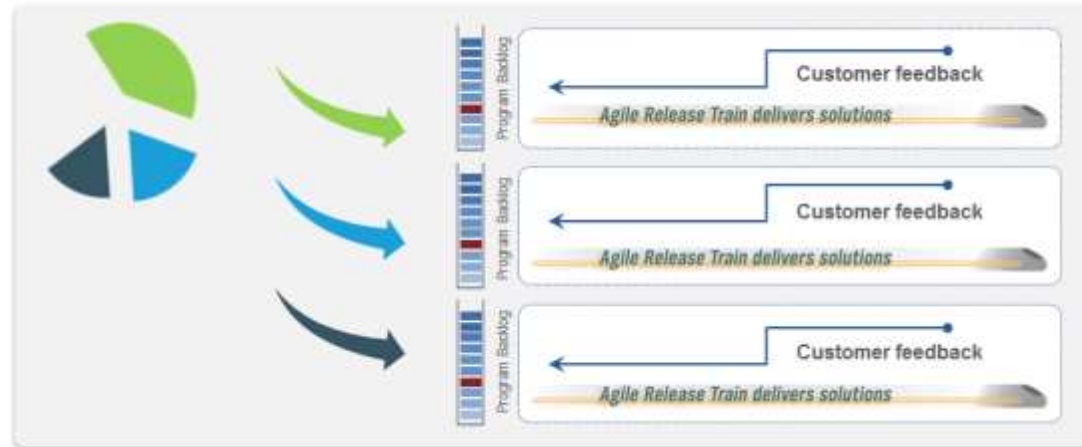 Program Backlog
Customer feedback
Agile Release Train delivers solutions
Program Backlog
Customer feedback
Agile Release Train delivers solutions
Program Backlog
Customer feedback
Agile Release Train delivers solutions